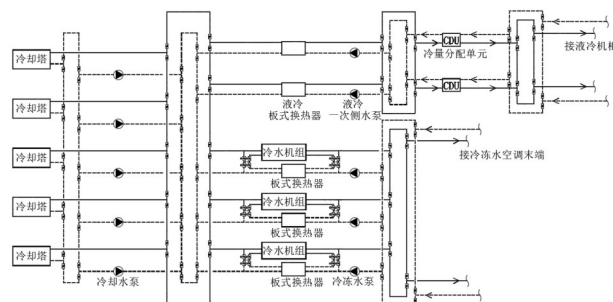 冷却塔
冷却塔
冷却塔
冷却塔
冷却塔
冷却水泵
液冷
板式换热器
液冷
一次侧水泵
CDU
冷量分配单元
CDU
接液冷机柜
接冷冻水空调末端
冷水机组
板式换热器
冷水机组
板式换热器
冷水机组
板式换热器
冷冻水泵